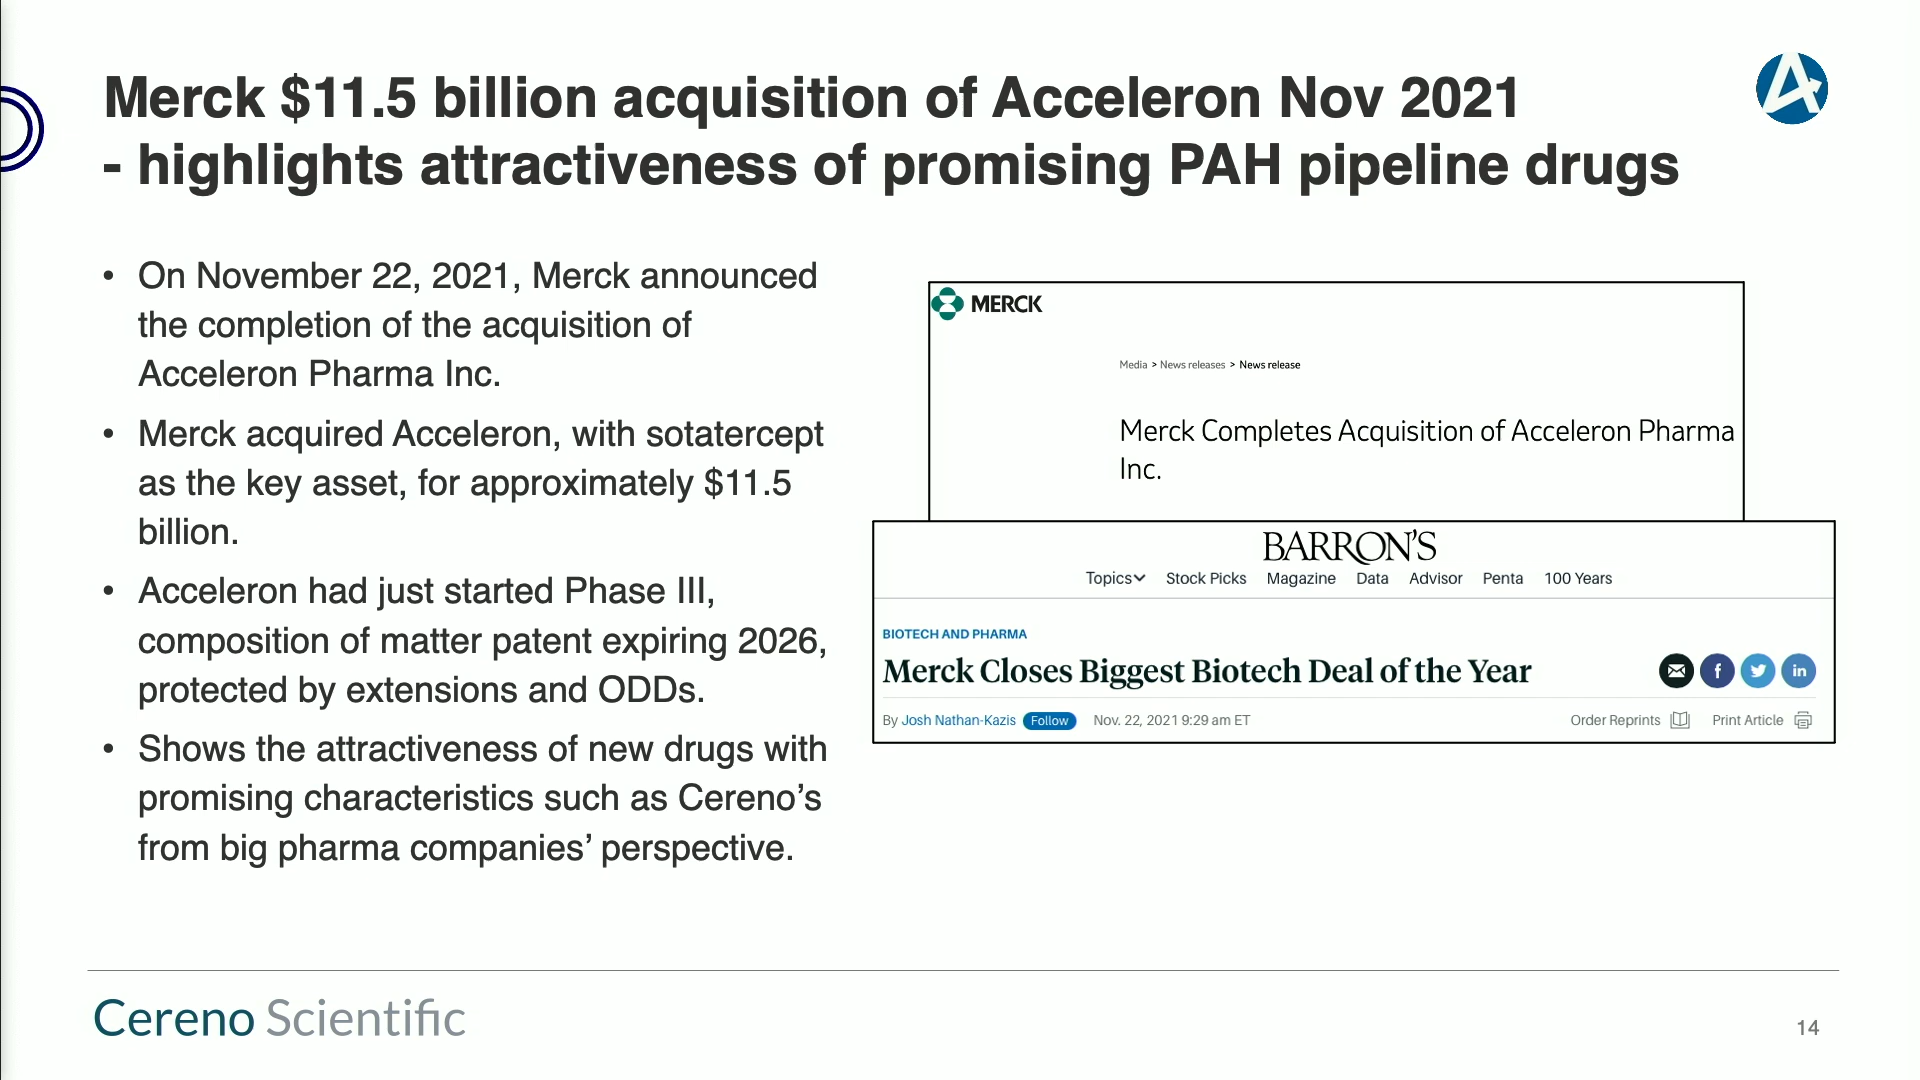 Merck $11.5 billion acquisition of Acceleron Nov 2021
- highlights attractiveness of promising PAH pipeline drugs
• On November 22, 2021, Merck announced
the completion of the acquisition of
Acceleron Pharma Inc.
• Merck acquired Acceleron, with sotatercept
as the key asset, for approximately $11.5
billion.
• Acceleron had just started Phase III,
composition of matter patent expiring 2026,
protected by extensions and ODDs.
• Shows the attractiveness of new drugs with
promising characteristics such as Cereno’s
from big pharma companies’ perspective.
MERCK
Media > News releases > News release
Merck Completes Acquisition of Acceleron Pharma
Inc.
BARRON'S
Topics Stock Picks Magazine Data Advisor Penta 100 Years
BIOTECH AND PHARMA
Merck Closes Biggest Biotech Deal of the Year
f in
By Josh Nathan-Kazis Follow Nov. 22, 2021 9:29 am ET Order Reprints Print Article
Cereno Scientific
14